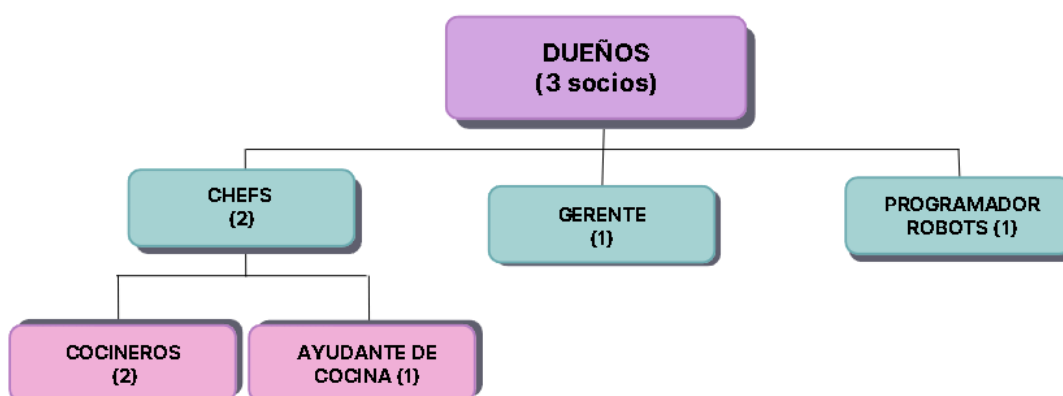 DUEÑOS
(3 socios)
CHEFS
(2)
GERENTE
(1)
PROGRAMADOR
ROBOTS (1)
COCINEROS
(2)
AYUDANTE DE
COCINA (1)